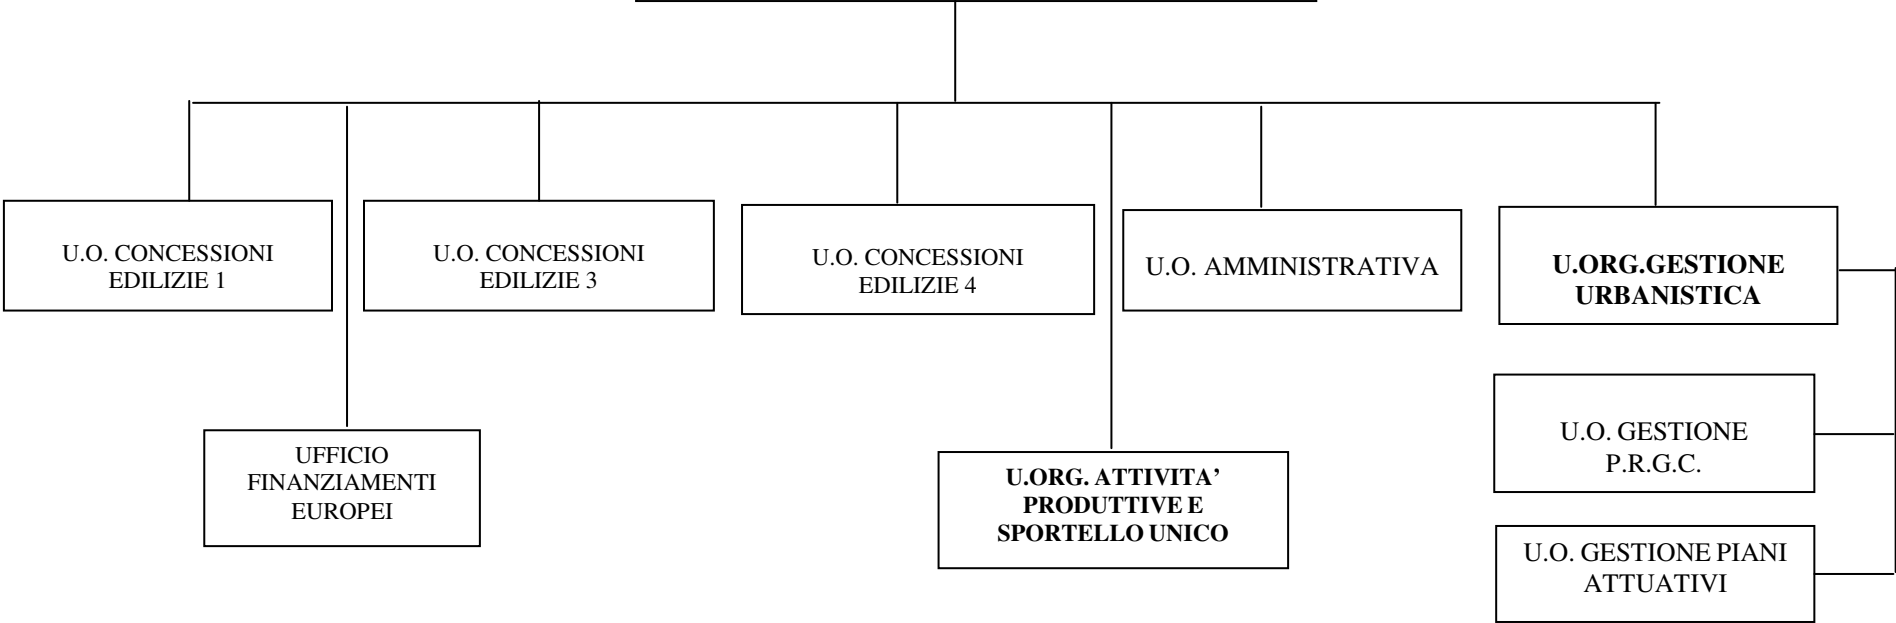 U.O. CONCESSIONI
EDILIZIE 1
U.O. CONCESSIONI
EDILIZIE 3
U.O. CONCESSIONI
EDILIZIE 4
U.O. AMMINISTRATIVA
U.ORG.GESTIONE
URBANISTICA
UFFICIO
FINANZIAMENTI
EUROPEI
U.ORG. ATTIVITA’
PRODUTTIVE E
SPORTELLO UNICO
U.O. GESTIONE
P.R.G.C.
U.O. GESTIONE PIANI
ATTUATIVI